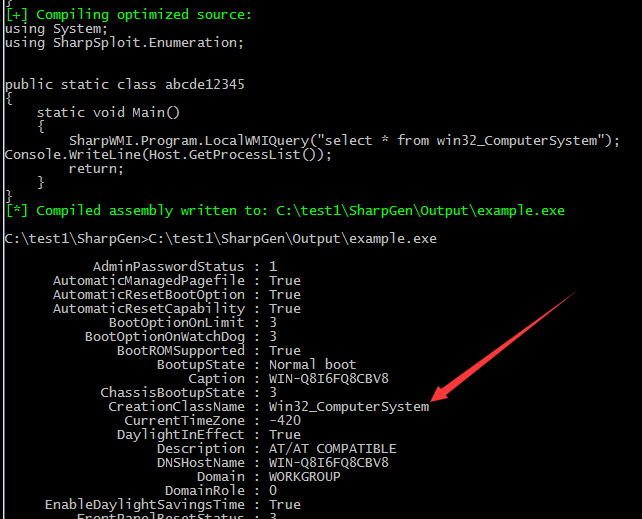 }
[+] Compiling optimized source:
using System;
using SharpSploit.Enumeration;
public static class abcde12345
{
static void Main()
{
SharpWMI.Program.LocalWMIQuery("select * from win32_ComputerSystem");
Console.WriteLine(Host.GetProcessList());
return;
}
}
[*] Compiled assembly written to: C:\test1\SharpGen\Output\example.exe
C:\test1\SharpGen>C:\test1\SharpGen\Output\example.exe
AdminPasswordStatus : 1
AutomaticManagedPagefile : True
AutomaticResetBootOption : True
AutomaticResetCapability : True
BootOptionOnLimit : 3
BootOptionOnWatchDog : 3
BootROMSupported : True
BootupState : Normal boot
Caption : WIN-Q8I6FQ8CBV8
ChassisBootupState : 3
CreationClassName : Win32_ComputerSystem
CurrentTimeZone : -420
DaylightInEffect : True
Description : AT/AT COMPATIBLE
DNSHostName : WIN-Q8I6FQ8CBV8
Domain : WORKGROUP
DomainRole : 0
EnableDaylightSavingsTime : True
FrontPanelResetStatus : 3